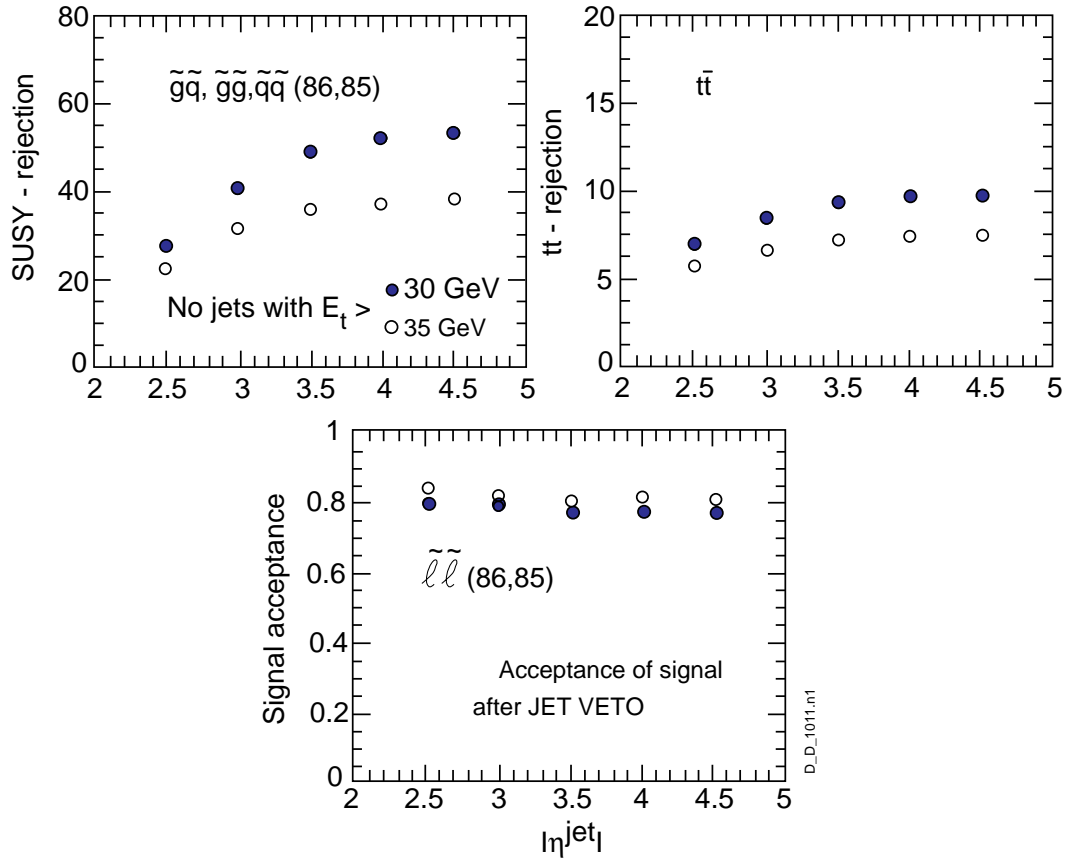 80
60
40
20
0
SUSY - rejection
g̃q̃, g̃g̃,q̃q̃ (86,85)
No jets with E_t > 30 GeV
35 GeV
2 2.5 3 3.5 4 4.5 5
20
15
10
5
0
tt - rejection
tt̄
2 2.5 3 3.5 4 4.5 5
1
0.8
0.6
0.4
0.2
0
Signal acceptance
ℓ̃ ℓ̃ (86,85)
Acceptance of signal
after JET VETO
2 2.5 3 3.5 4 4.5 5
Iη^jetI
D_D_1011.n1